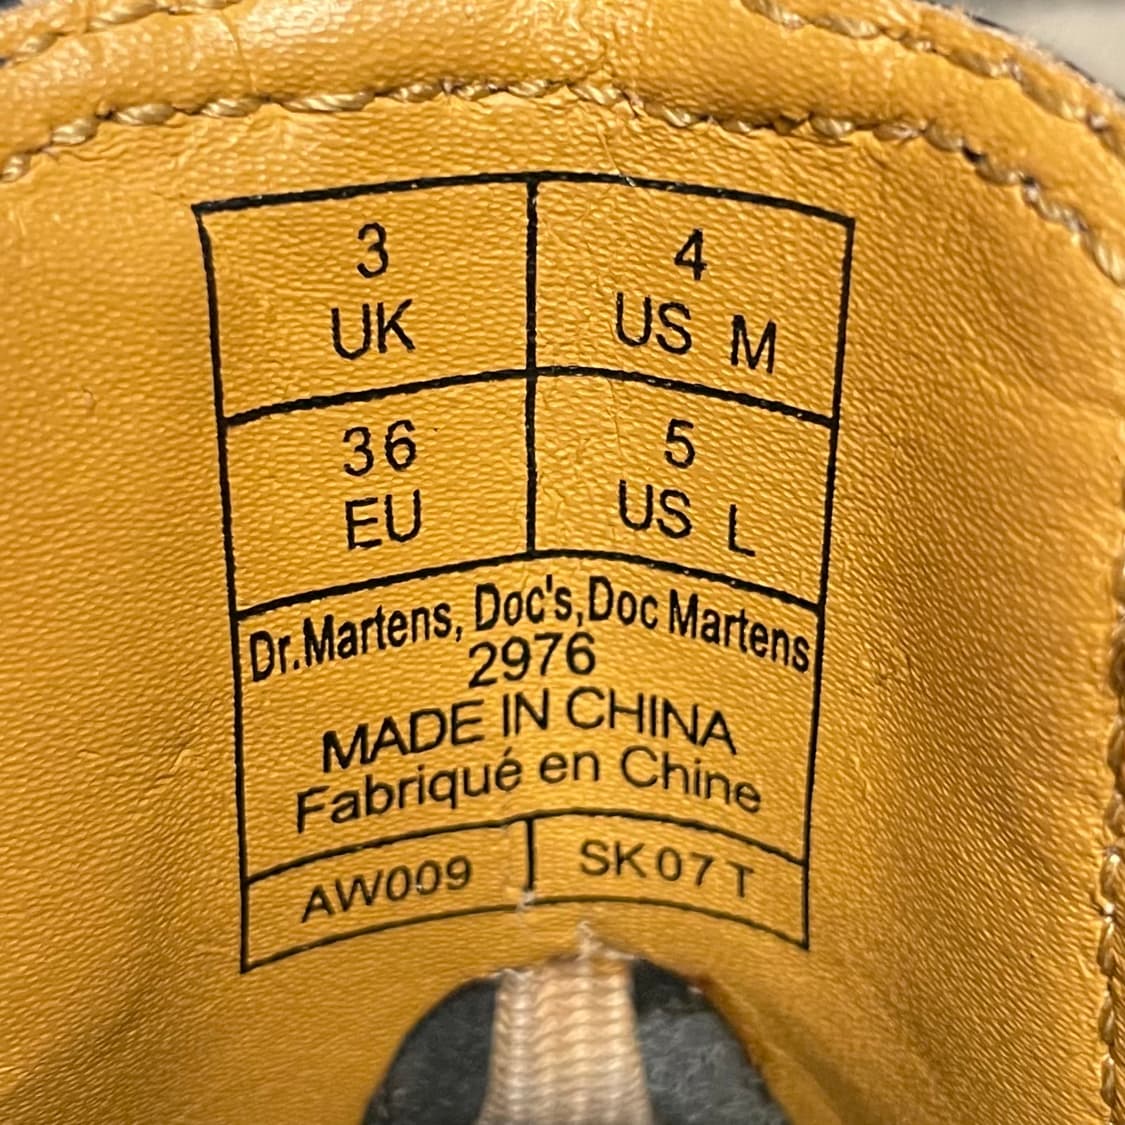 3
UK
4
US M
36
EU
5
US L
Dr.Martens, Doc's,Doc Martens
2976
MADE IN CHINA
Fabriqué en Chine
AW009
SK07T